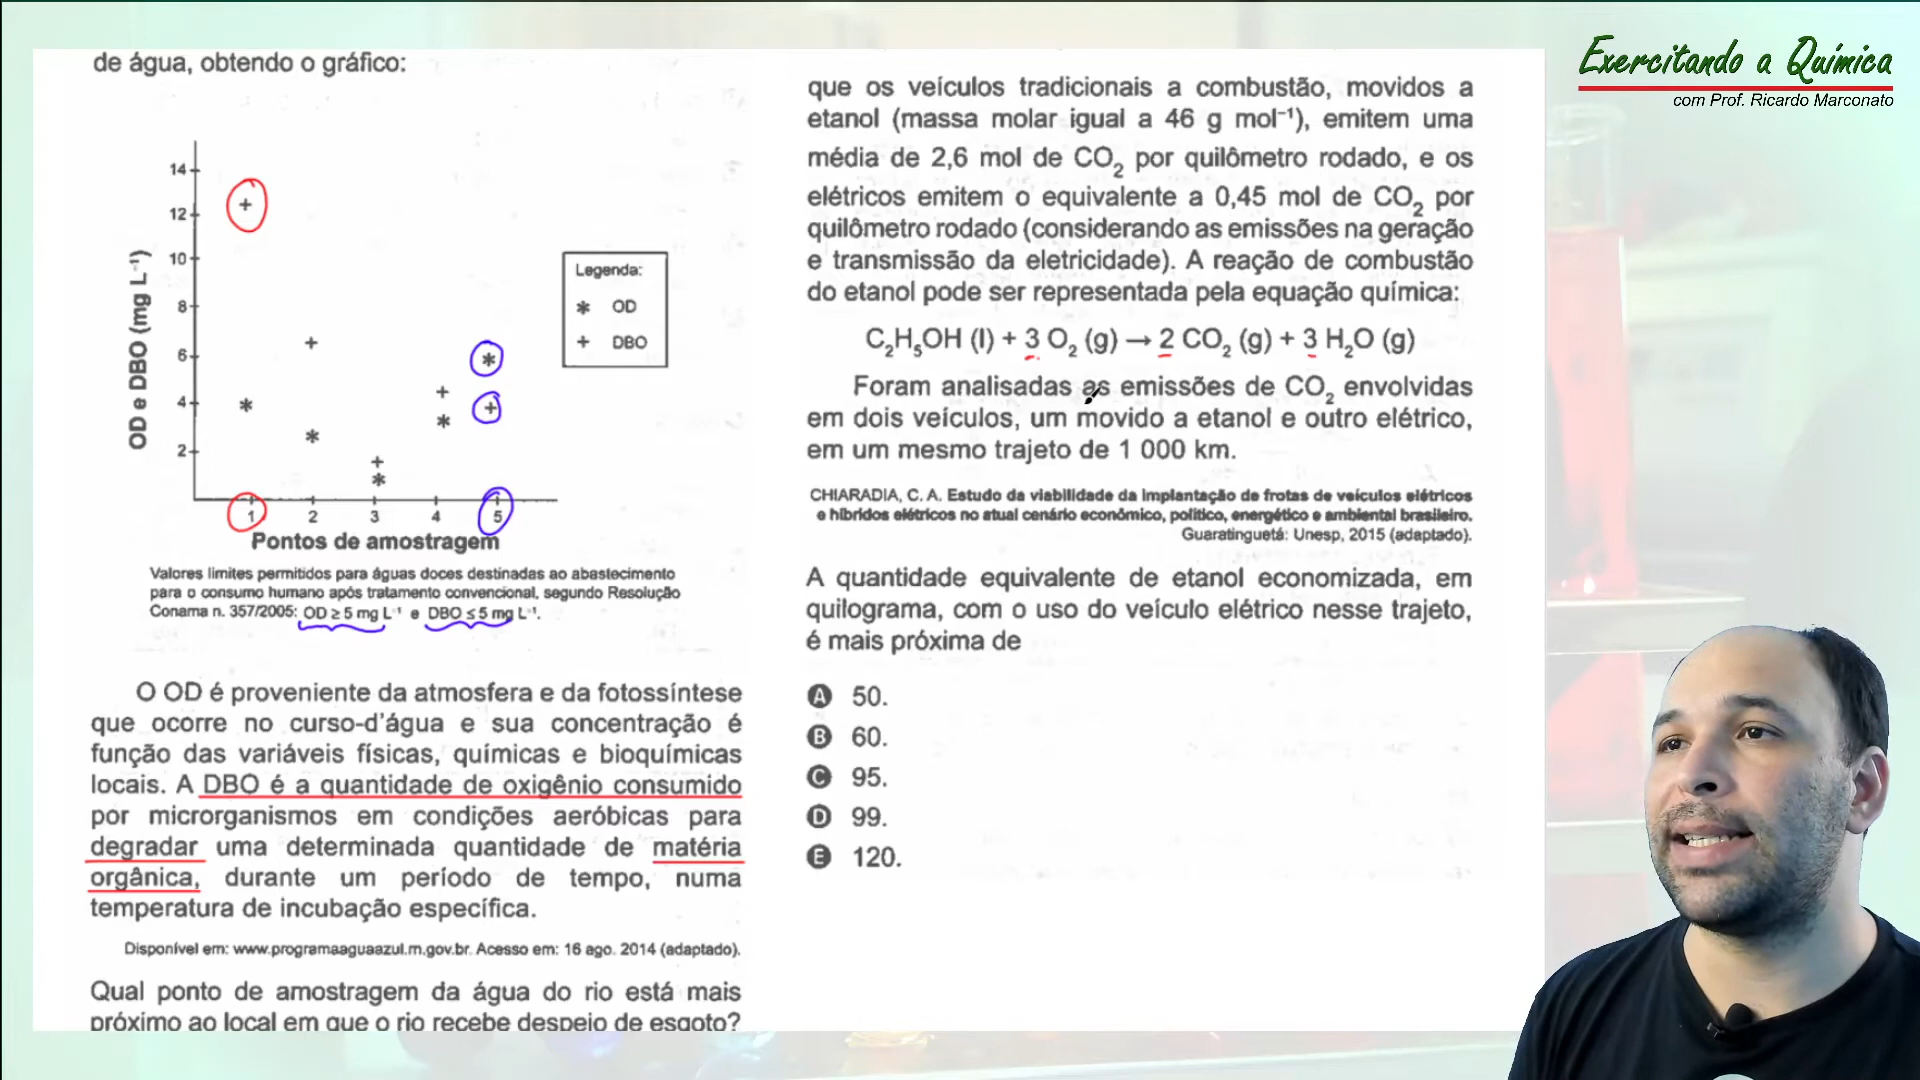 Exercitando a Química
com Prof. Ricardo Marconato
de água, obtendo o gráfico:
OD e DBO (mg L⁻¹)
14
12
10
8
6
4
2
1 2 3 4 5
Pontos de amostragem
Legenda:
* OD
+ DBO
Valores limites permitidos para águas doces destinadas ao abastecimento
para o consumo humano após tratamento convencional, segundo Resolução
Conama n. 357/2005: OD ≥ 5 mg L⁻¹ e DBO ≤ 5 mg L⁻¹.
O OD é proveniente da atmosfera e da fotossíntese
que ocorre no curso-d'água e sua concentração é
função das variáveis físicas, químicas e bioquímicas
locais. A DBO é a quantidade de oxigênio consumido
por microrganismos em condições aeróbicas para
degradar uma determinada quantidade de matéria
orgânica, durante um período de tempo, numa
temperatura de incubação específica.
Disponível em: www.programaaguaazul.rn.gov.br. Acesso em: 16 ago. 2014 (adaptado).
Qual ponto de amostragem da água do rio está mais
próximo ao local em que o rio recebe despejo de esgoto?
que os veículos tradicionais a combustão, movidos a
etanol (massa molar igual a 46 g mol⁻¹), emitem uma
média de 2,6 mol de CO₂ por quilômetro rodado, e os
elétricos emitem o equivalente a 0,45 mol de CO₂ por
quilômetro rodado (considerando as emissões na geração
e transmissão da eletricidade). A reação de combustão
do etanol pode ser representada pela equação química:
C₂H₅OH (l) + 3 O₂ (g) → 2 CO₂ (g) + 3 H₂O (g)
Foram analisadas as emissões de CO₂ envolvidas
em dois veículos, um movido a etanol e outro elétrico,
em um mesmo trajeto de 1 000 km.
CHIARADIA, C. A. Estudo da viabilidade da implantação de frotas de veículos elétricos
e híbridos elétricos no atual cenário econômico, político, energético e ambiental brasileiro.
Guaratinguetá: Unesp, 2015 (adaptado).
A quantidade equivalente de etanol economizada, em
quilograma, com o uso do veículo elétrico nesse trajeto,
é mais próxima de
A 50.
B 60.
C 95.
D 99.
E 120.